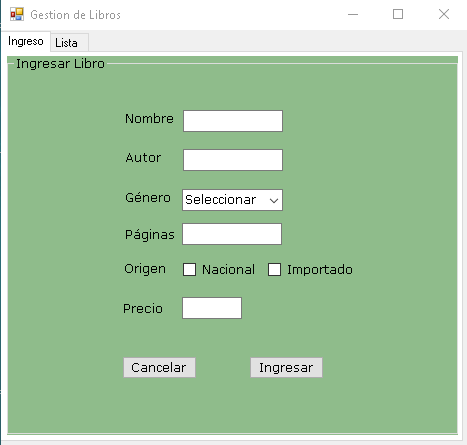 Gestion de Libros
Ingreso Lista
Ingresar Libro
Nombre
Autor
Género Seleccionar
Páginas
Origen Nacional Importado
Precio
Cancelar Ingresar